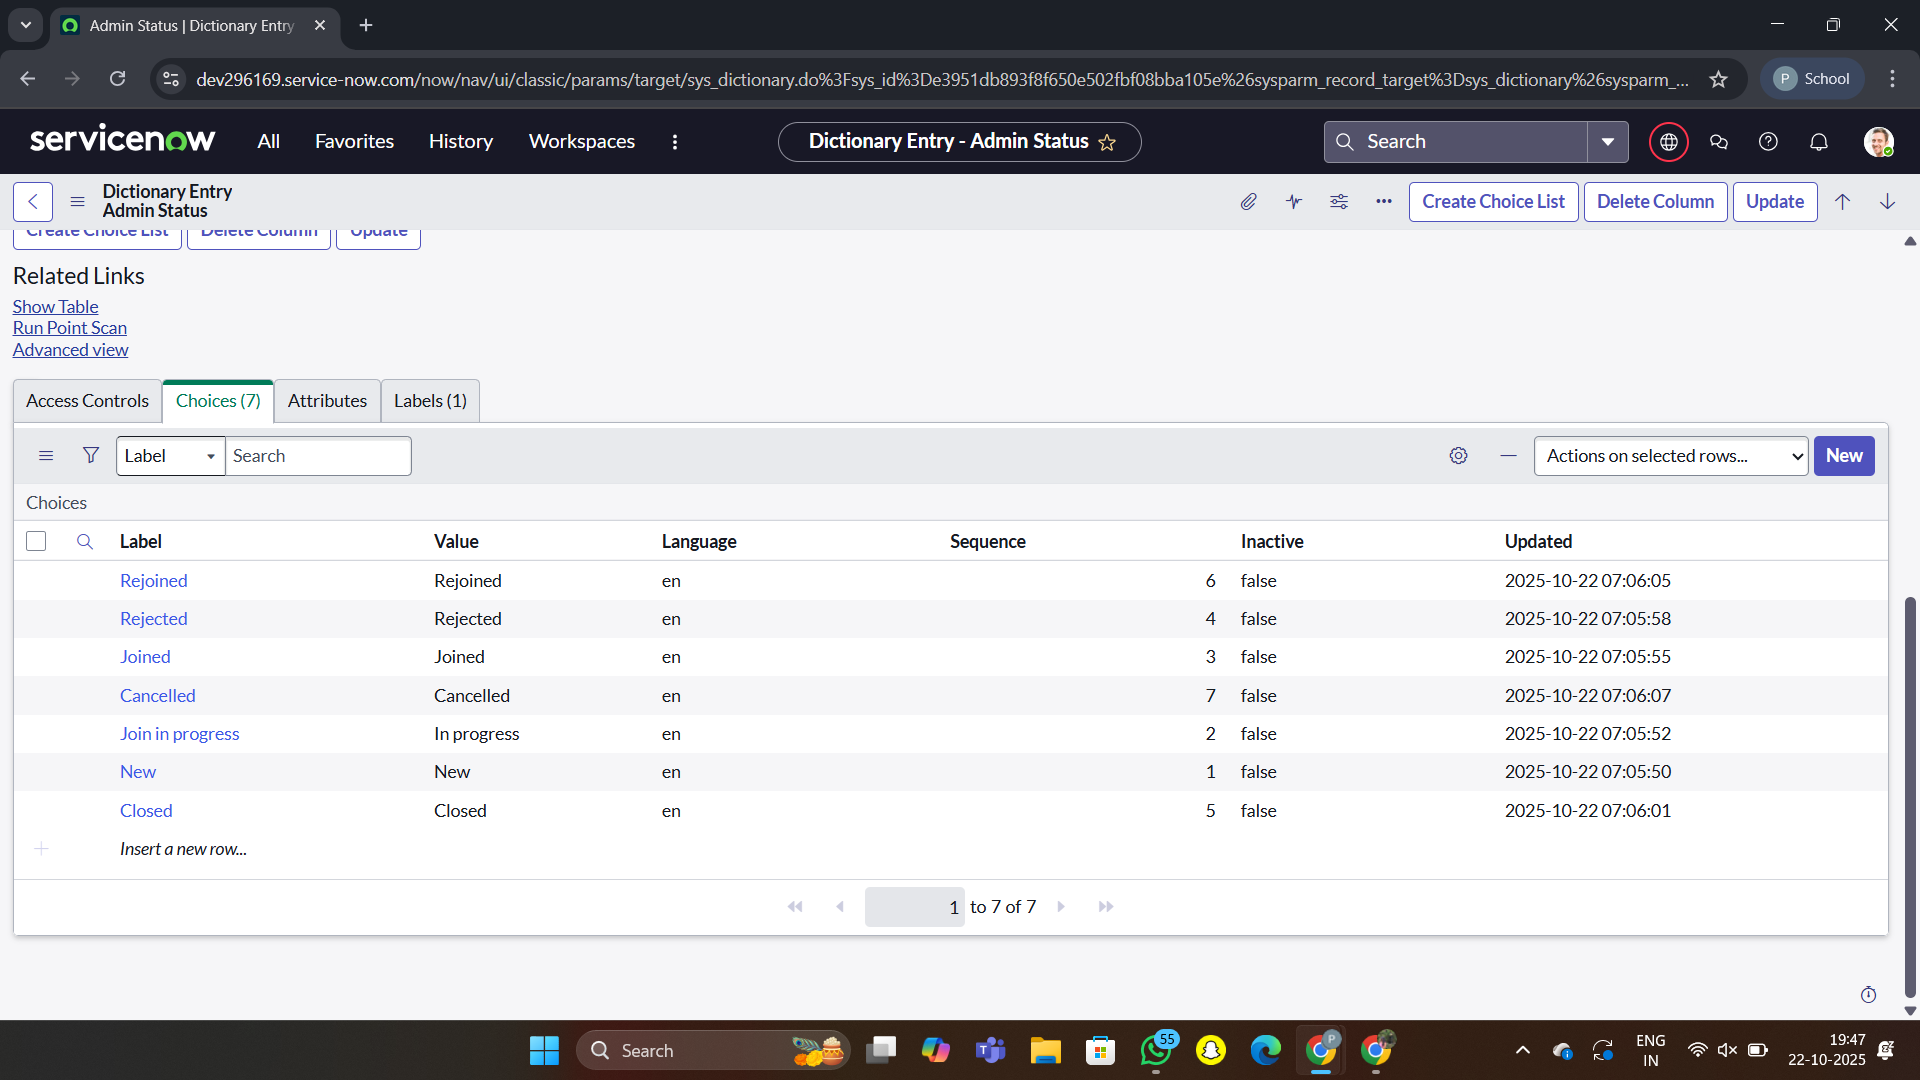 Admin Status | Dictionary Entry
dev296169.service-now.com/now/nav/ui/classic/params/target/sys_dictionary.do%3Fsys_id%3De3951db893f8f650e502fbf08bba105e%26sysparm_record_target%3Dsys_dictionary%26sysparm_...
P School
servicenow All Favorites History Workspaces Dictionary Entry - Admin Status Search
Dictionary Entry
Admin Status
Create Choice List Delete Column Update
Create Choice List Delete Column Update
Related Links
Show Table
Run Point Scan
Advanced view
Access Controls Choices (7) Attributes Labels (1)
Label Search Actions on selected rows... New
Choices
Label Value Language Sequence Inactive Updated
Rejoined Rejoined en 6 false 2025-10-22 07:06:05
Rejected Rejected en 4 false 2025-10-22 07:05:58
Joined Joined en 3 false 2025-10-22 07:05:55
Cancelled Cancelled en 7 false 2025-10-22 07:06:07
Join in progress In progress en 2 false 2025-10-22 07:05:52
New New en 1 false 2025-10-22 07:05:50
Closed Closed en 5 false 2025-10-22 07:06:01
Insert a new row...
1 to 7 of 7
Search 55 P ENG 19:47
IN 22-10-2025